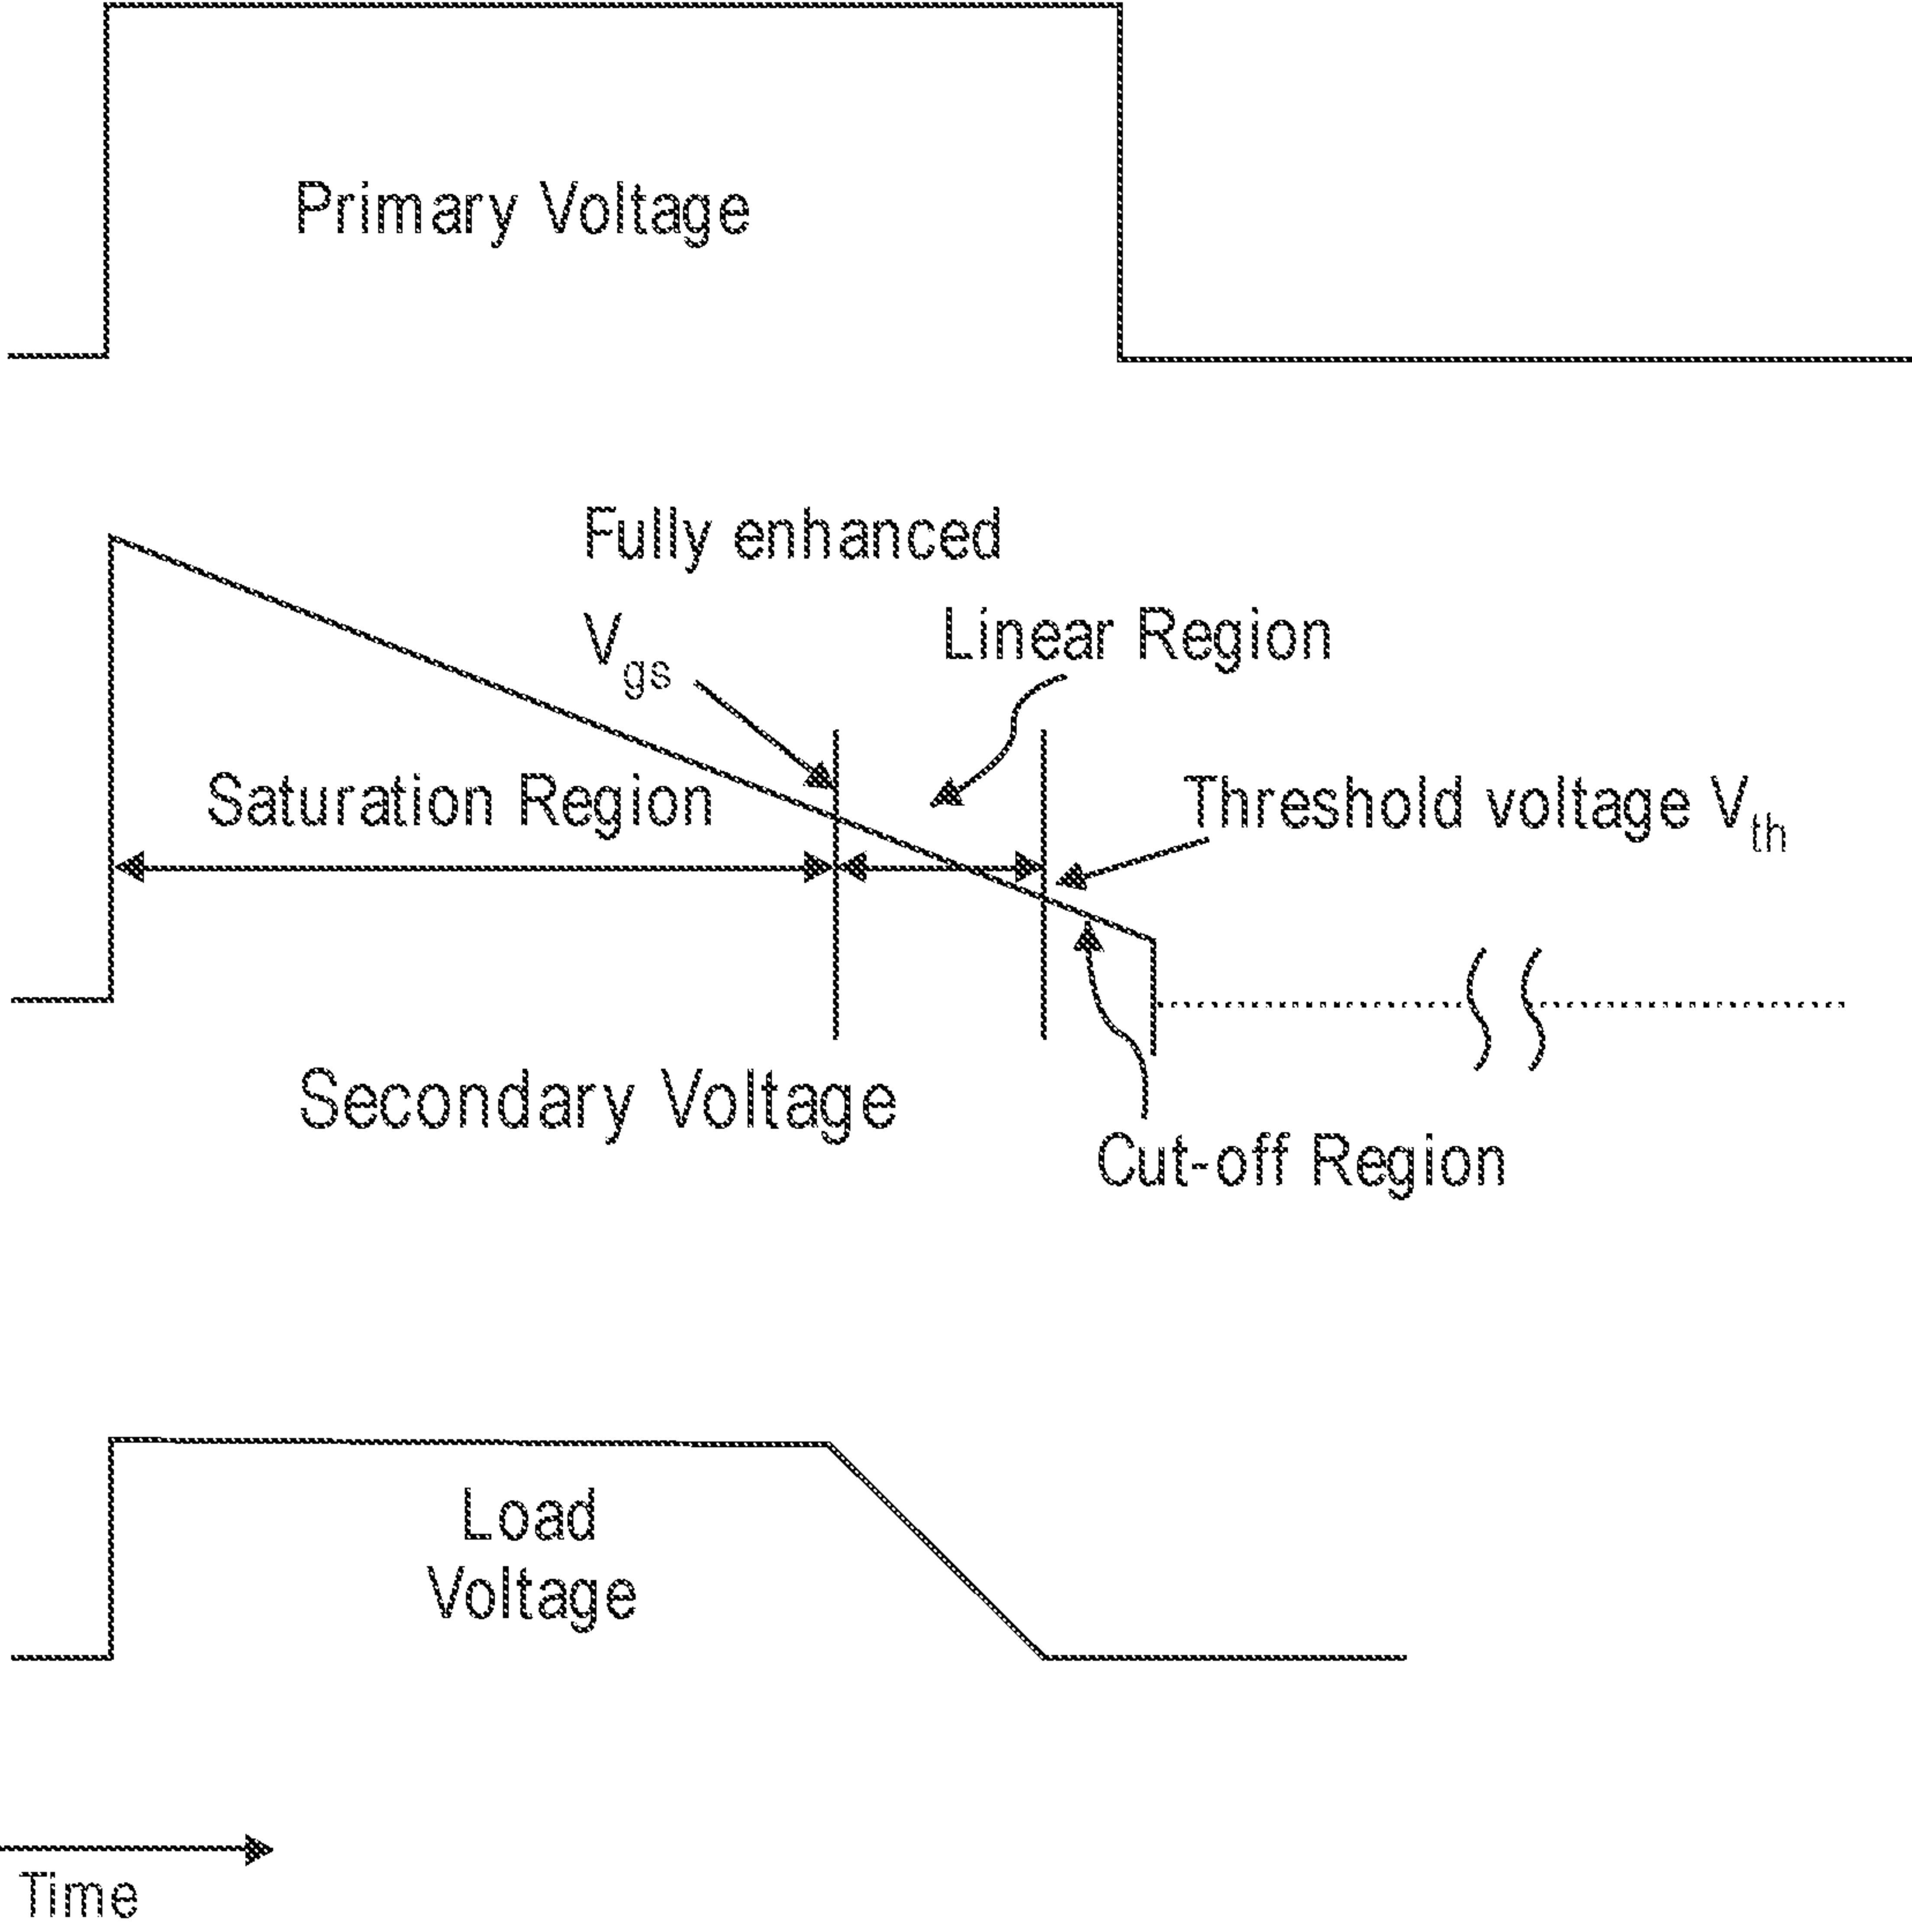 Primary Voltage
Fully enhanced
Vgs
Linear Region
Saturation Region
Threshold voltage Vth
Secondary Voltage
Cut-off Region
Load
Voltage
Time